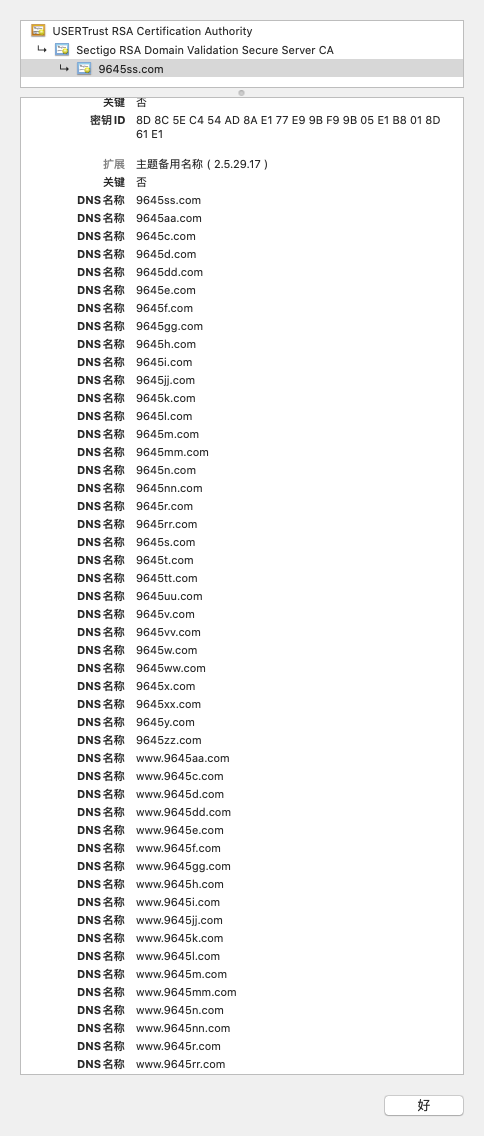 USERTrust RSA Certification Authority
Sectigo RSA Domain Validation Secure Server CA
9645ss.com
关键 否
密钥 ID 8D 8C 5E C4 54 AD 8A E1 77 E9 9B F9 9B 05 E1 B8 01 8D
61 E1
扩展 主题备用名称 ( 2.5.29.17 )
关键 否
DNS 名称 9645ss.com
DNS 名称 9645aa.com
DNS 名称 9645c.com
DNS 名称 9645d.com
DNS 名称 9645dd.com
DNS 名称 9645e.com
DNS 名称 9645f.com
DNS 名称 9645gg.com
DNS 名称 9645h.com
DNS 名称 9645i.com
DNS 名称 9645jj.com
DNS 名称 9645k.com
DNS 名称 9645l.com
DNS 名称 9645m.com
DNS 名称 9645mm.com
DNS 名称 9645n.com
DNS 名称 9645nn.com
DNS 名称 9645r.com
DNS 名称 9645rr.com
DNS 名称 9645s.com
DNS 名称 9645t.com
DNS 名称 9645tt.com
DNS 名称 9645uu.com
DNS 名称 9645v.com
DNS 名称 9645vv.com
DNS 名称 9645w.com
DNS 名称 9645ww.com
DNS 名称 9645x.com
DNS 名称 9645xx.com
DNS 名称 9645y.com
DNS 名称 9645zz.com
DNS 名称 www.9645aa.com
DNS 名称 www.9645c.com
DNS 名称 www.9645d.com
DNS 名称 www.9645dd.com
DNS 名称 www.9645e.com
DNS 名称 www.9645f.com
DNS 名称 www.9645gg.com
DNS 名称 www.9645h.com
DNS 名称 www.9645i.com
DNS 名称 www.9645jj.com
DNS 名称 www.9645k.com
DNS 名称 www.9645l.com
DNS 名称 www.9645m.com
DNS 名称 www.9645mm.com
DNS 名称 www.9645n.com
DNS 名称 www.9645nn.com
DNS 名称 www.9645r.com
DNS 名称 www.9645rr.com
好